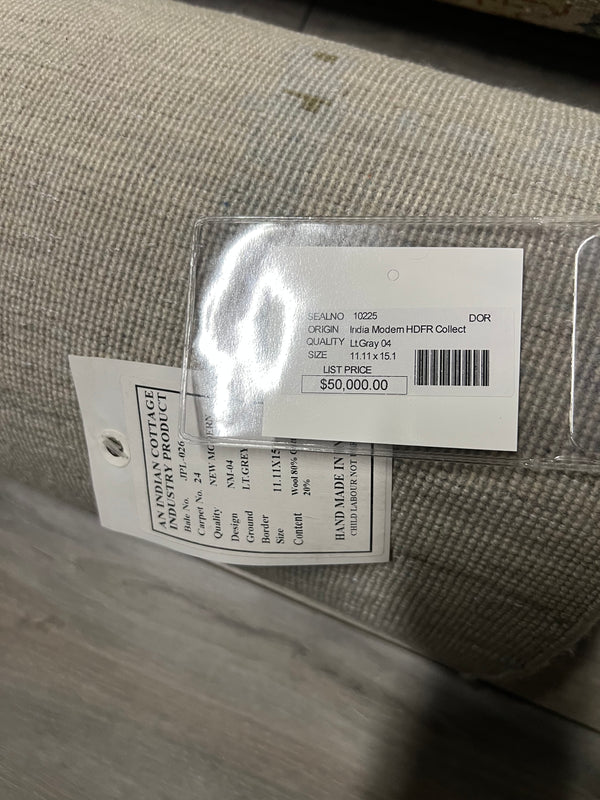 SEALNO 10225 DOR
ORIGIN India Modern HDFR Collect
QUALITY Lt.Gray 04
SIZE 11.11 x 15.1
LIST PRICE
$50,000.00
AN INDIAN COTTAGE
INDUSTRY PRODUCT
Bale No. JPL-026
Carpet No. 24
Quality NEW
Design NM-04
Ground LT.GREY
Border
Size 11.11X15
Content Wool 80%
20%
HAND MADE IN
CHILD LABOUR NOT